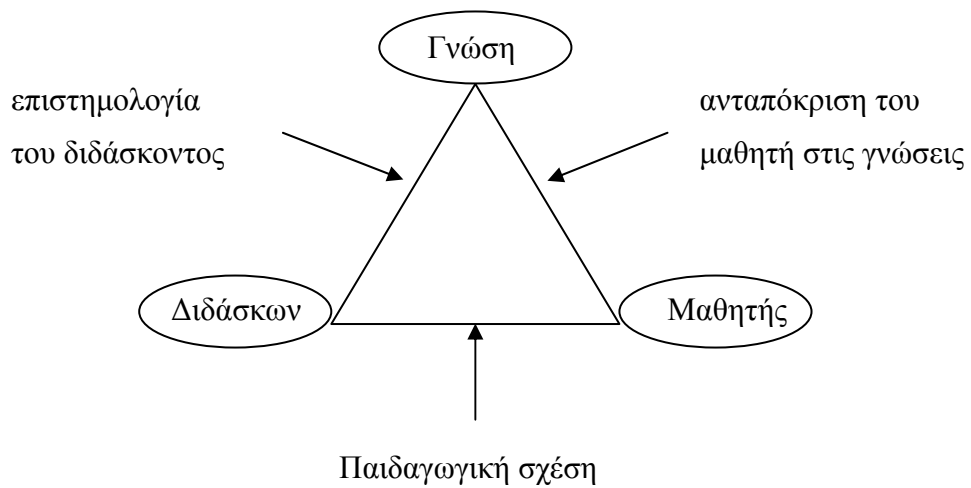 Γνώση
επιστημολογία
του διδάσκοντος
ανταπόκριση του
μαθητή στις γνώσεις
Διδάσκων
Μαθητής
Παιδαγωγική σχέση